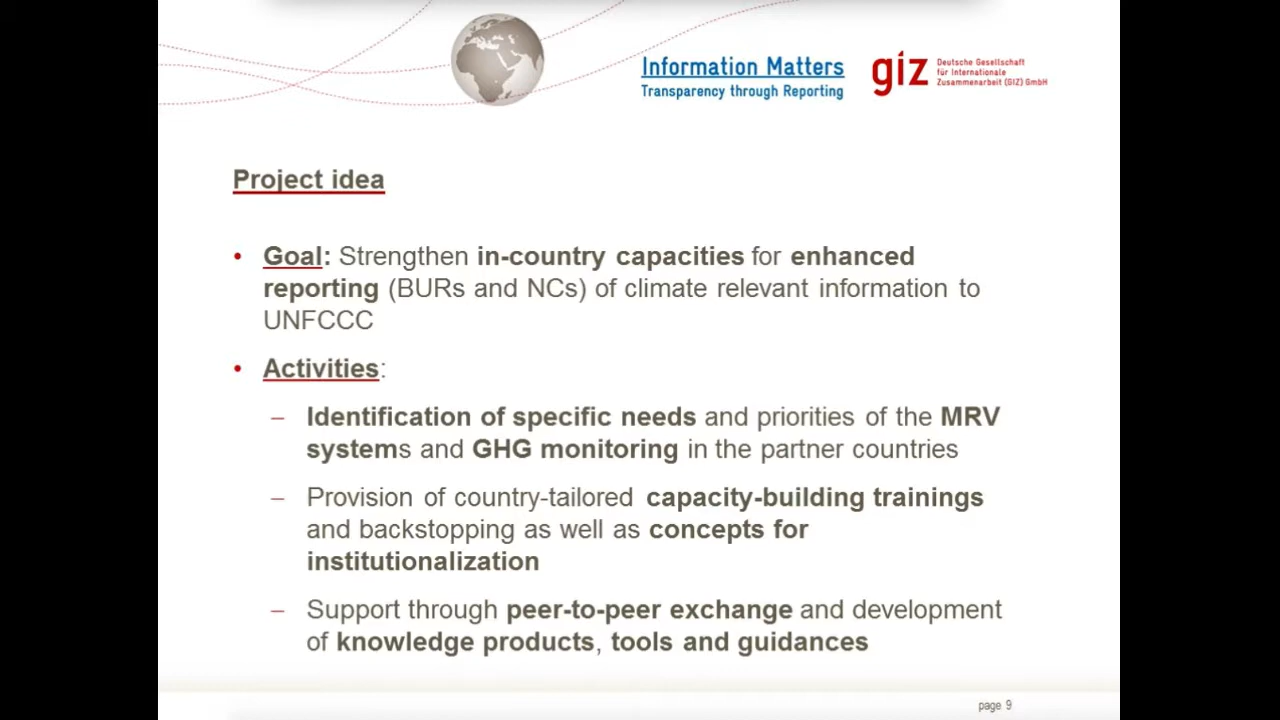 Information Matters
Transparency through Reporting
giz
Deutsche Gesellschaft
für Internationale
Zusammenarbeit (GIZ) GmbH
Project idea
• Goal: Strengthen in-country capacities for enhanced
reporting (BURs and NCs) of climate relevant information to
UNFCCC
• Activities:
– Identification of specific needs and priorities of the MRV
systems and GHG monitoring in the partner countries
– Provision of country-tailored capacity-building trainings
and backstopping as well as concepts for
institutionalization
– Support through peer-to-peer exchange and development
of knowledge products, tools and guidances
page 9